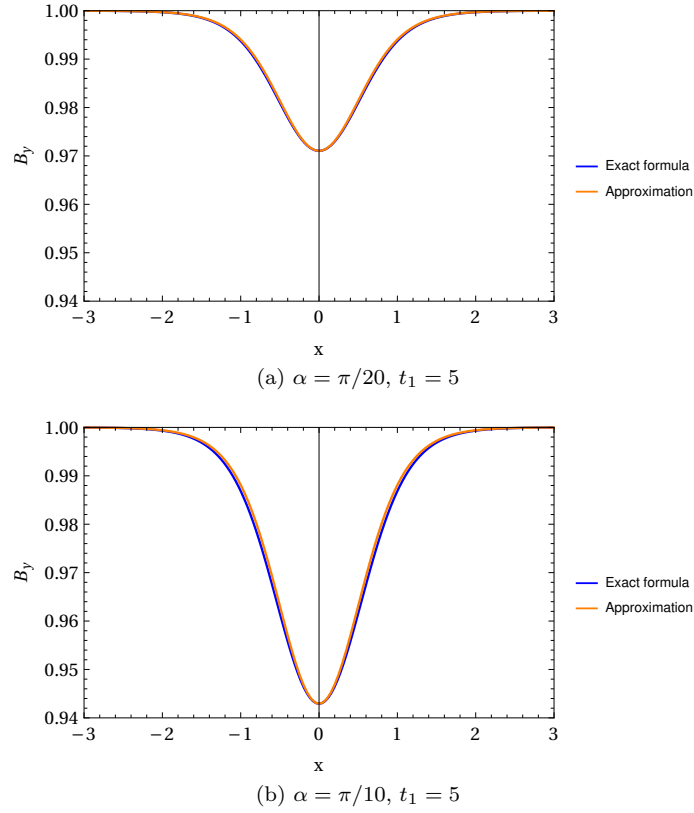 1.00
0.99
0.98
0.97
0.96
0.95
0.94
B_y
−3 −2 −1 0 1 2 3
x
Exact formula
Approximation
(a) α = π/20, t₁ = 5
1.00
0.99
0.98
0.97
0.96
0.95
0.94
B_y
−3 −2 −1 0 1 2 3
x
Exact formula
Approximation
(b) α = π/10, t₁ = 5